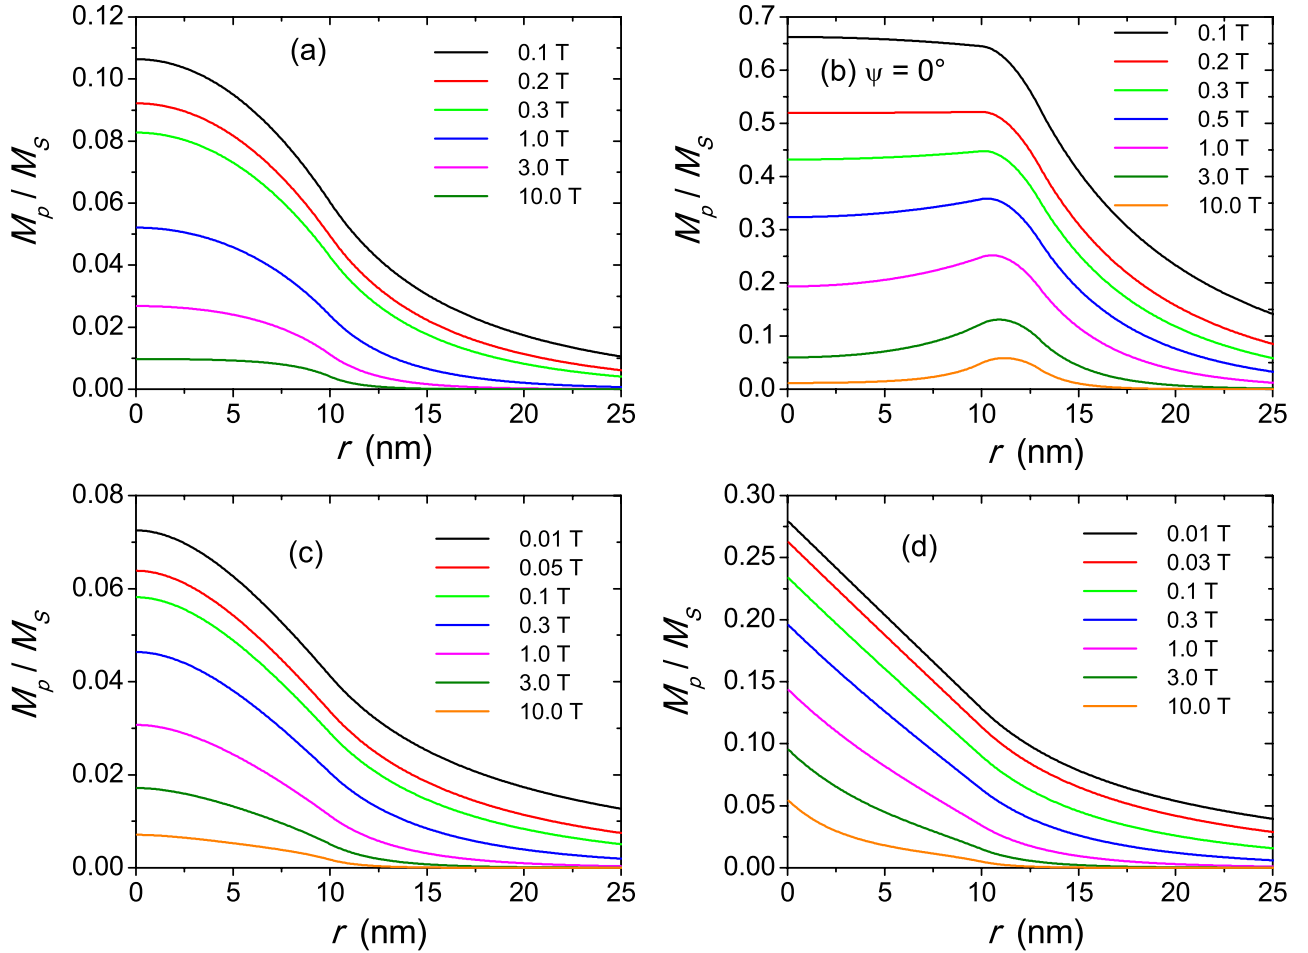 (a)
0.12
0.10
0.08
0.06
0.04
0.02
0.00
M_p / M_S
0.1 T
0.2 T
0.3 T
1.0 T
3.0 T
10.0 T
0 5 10 15 20 25
r (nm)
(b) ψ = 0°
0.7
0.6
0.5
0.4
0.3
0.2
0.1
0.0
M_p / M_S
0.1 T
0.2 T
0.3 T
0.5 T
1.0 T
3.0 T
10.0 T
0 5 10 15 20 25
r (nm)
(c)
0.08
0.06
0.04
0.02
0.00
M_p / M_S
0.01 T
0.05 T
0.1 T
0.3 T
1.0 T
3.0 T
10.0 T
0 5 10 15 20 25
r (nm)
(d)
0.30
0.25
0.20
0.15
0.10
0.05
0.00
M_p / M_S
0.01 T
0.03 T
0.1 T
0.3 T
1.0 T
3.0 T
10.0 T
0 5 10 15 20 25
r (nm)